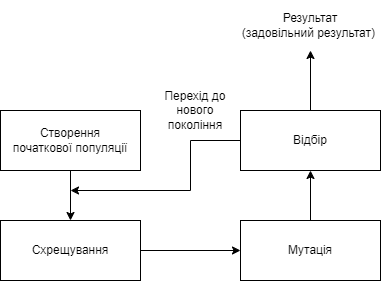 Результат
(задовільний результат)
Перехід до
нового
покоління
Створення
початкової популяції
Відбір
Схрещування
Мутація